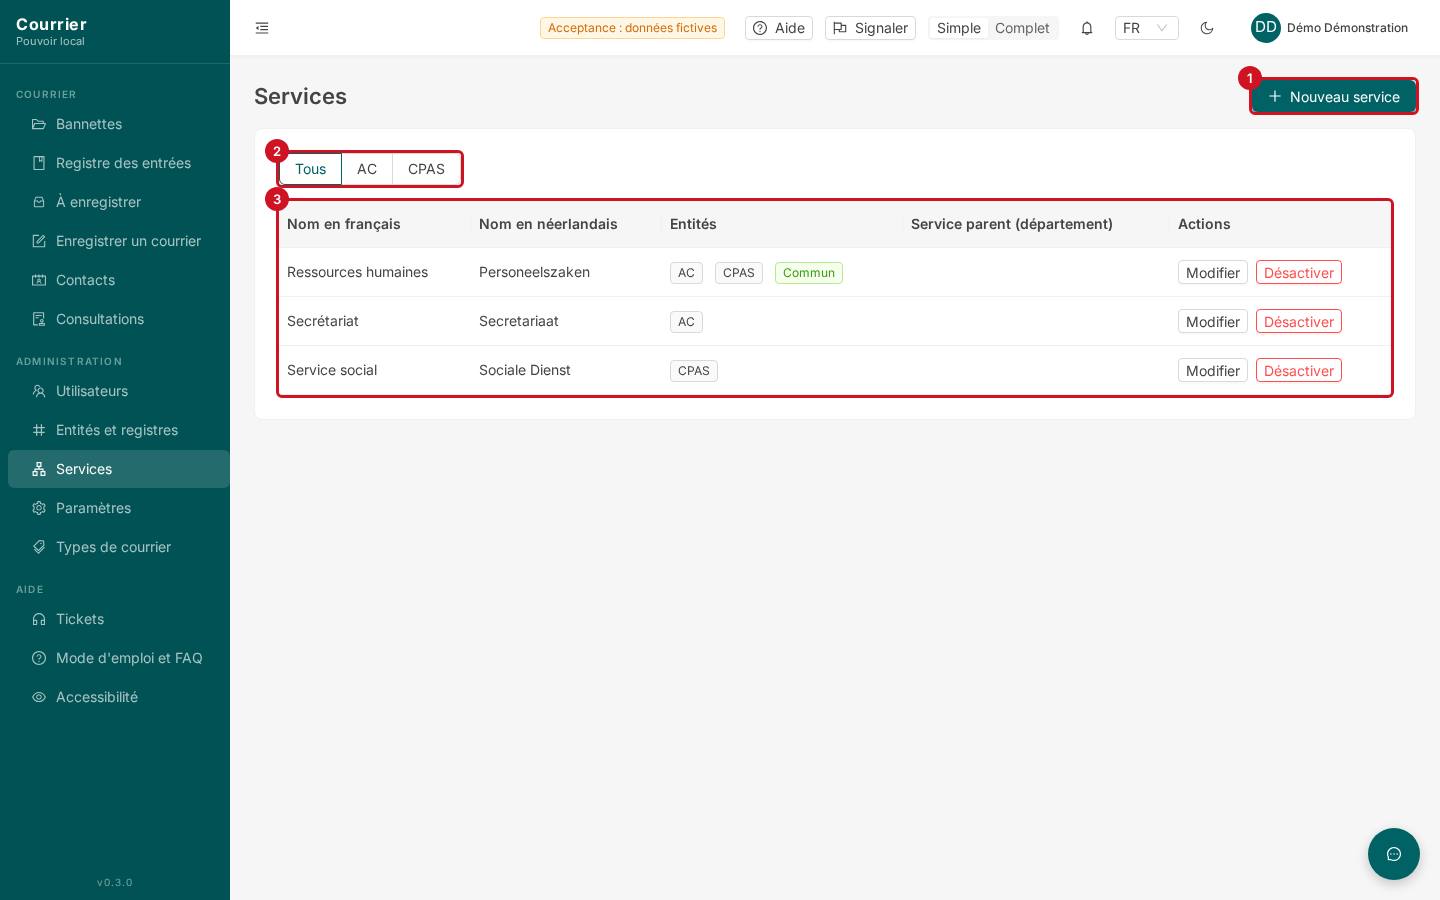 Courrier
Pouvoir local
Acceptance : données fictives
Aide
Signaler
Simple
Complet
FR
DD
Démo Démonstration
COURRIER
Bannettes
Registre des entrées
À enregistrer
Enregistrer un courrier
Contacts
Consultations
ADMINISTRATION
Utilisateurs
Entités et registres
Services
Paramètres
Types de courrier
AIDE
Tickets
Mode d'emploi et FAQ
Accessibilité
v0.3.0
Services
1
Nouveau service
2
Tous
AC
CPAS
3
Nom en français
Nom en néerlandais
Entités
Service parent (département)
Actions
Ressources humaines
Personeelszaken
AC
CPAS
Commun
Modifier
Désactiver
Secrétariat
Secretariaat
AC
Modifier
Désactiver
Service social
Sociale Dienst
CPAS
Modifier
Désactiver